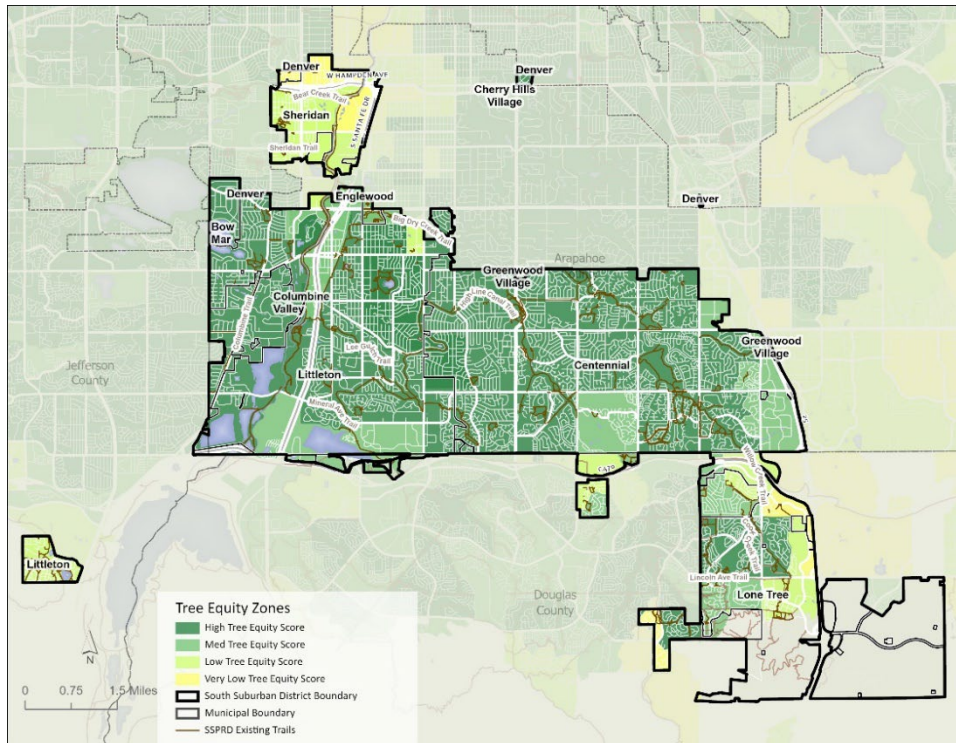 Denver
W HAMPDEN AVE
Bear Creek Trail
Sheridan
S SANTA FE DR
Sheridan Trail
Denver
Cherry Hills
Village
Denver
Englewood
Denver
Big Dry Creek Trail
Bow
Mar
Arapahoe
Greenwood
Village
High Line Canal Trail
Columbine
Valley
Columbine Trail
Lee Gulch Trail
Greenwood
Village
Centennial
Jefferson
County
Littleton
Mineral Ave Trail
C470
Willow Creek Trail
Littleton
Lincoln Ave Trail
Lone Tree
Douglas
County
Tree Equity Zones
High Tree Equity Score
Med Tree Equity Score
Low Tree Equity Score
Very Low Tree Equity Score
South Suburban District Boundary
Municipal Boundary
SSPRD Existing Trails
N
0 0.75 1.5 Miles